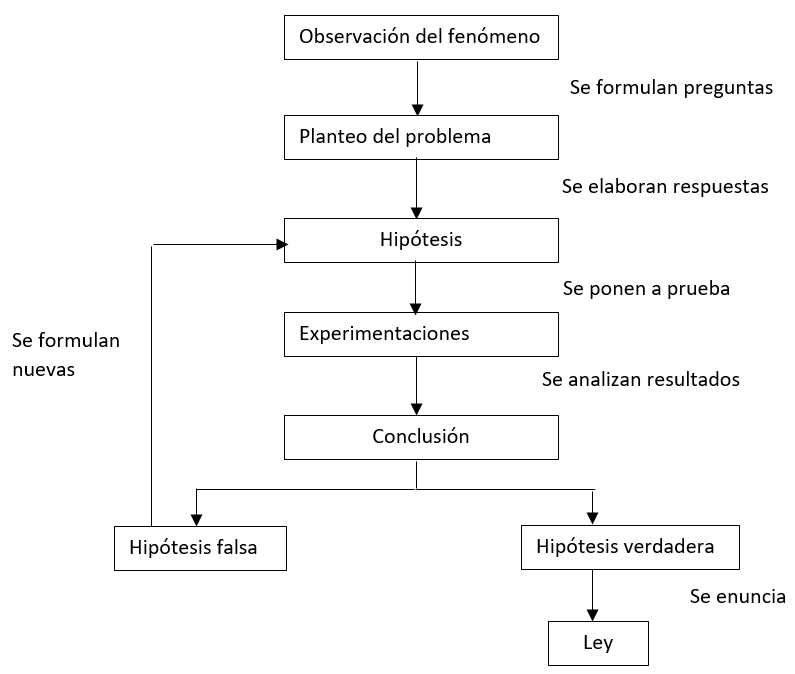 Observación del fenómeno
Se formulan preguntas
Planteo del problema
Se elaboran respuestas
Hipótesis
Se ponen a prueba
Experimentaciones
Se formulan
nuevas
Se analizan resultados
Conclusión
Hipótesis falsa
Hipótesis verdadera
Se enuncia
Ley